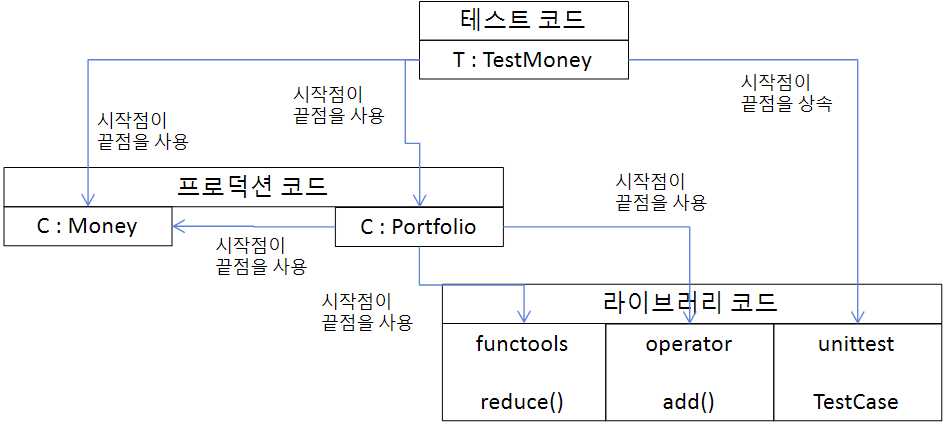 테스트 코드
T : TestMoney
시작점이
끝점을 사용
시작점이
끝점을 사용
시작점이
끝점을 상속
프로덕션 코드
C : Money
C : Portfolio
시작점이
끝점을 사용
시작점이
끝점을 사용
시작점이
끝점을 사용
라이브러리 코드
functools
reduce()
operator
add()
unittest
TestCase